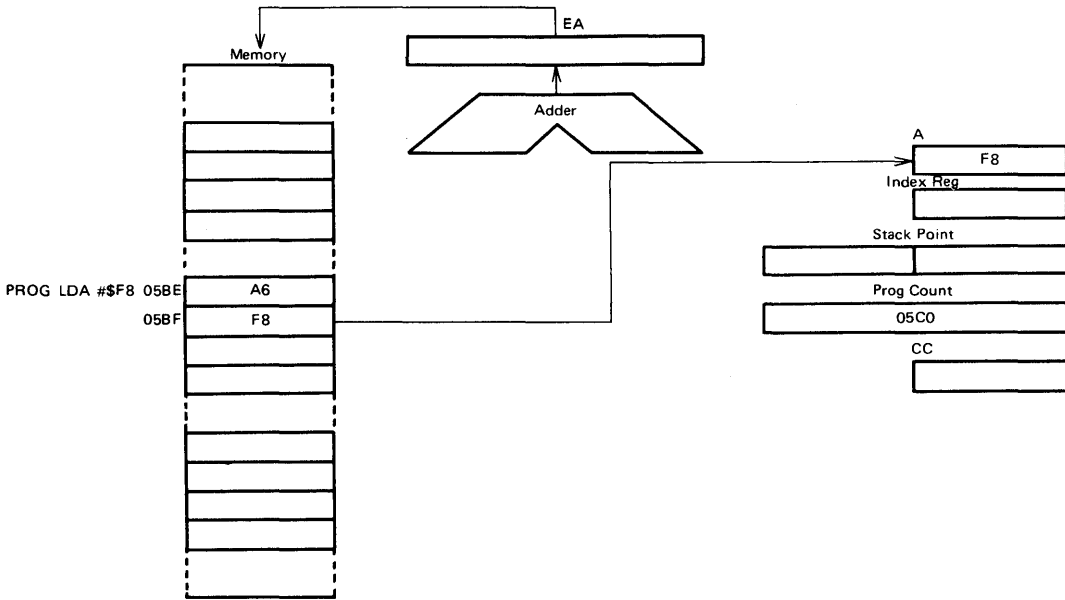 EA
Memory
Adder
A
F8
Index Reg
Stack Point
PROG LDA #$F8 05BE A6
Prog Count
05BF F8
05C0
CC